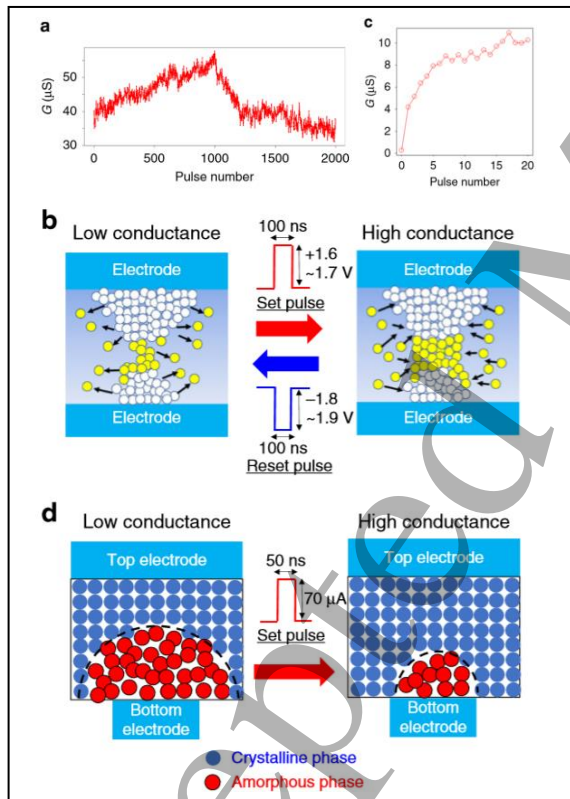 a
G (µS)
50
40
30
0
500
1000
1500
2000
Pulse number
c
G (µS)
10
8
6
4
2
0
0
5
10
15
20
Pulse number
b
Low conductance
100 ns
High conductance
Electrode
+1.6
~1.7 V
Set pulse
Electrode
Electrode
−1.8
~1.9 V
100 ns
Reset pulse
Electrode
d
Low conductance
High conductance
Top electrode
50 ns
70 µA
Set pulse
Top electrode
Bottom
electrode
Bottom
electrode
Crystalline phase
Amorphous phase